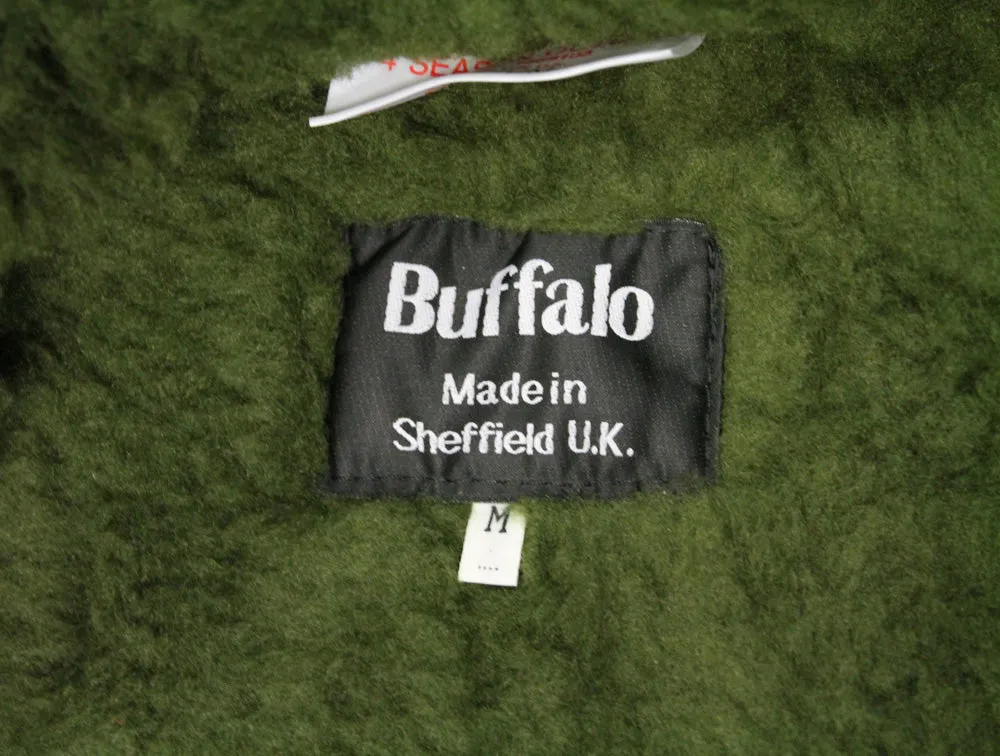 Buffalo
Made in
Sheffield U.K.
M